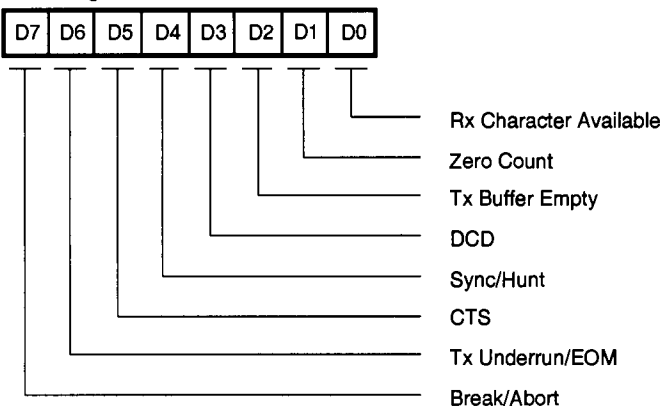 D7 D6 D5 D4 D3 D2 D1 D0
Rx Character Available
Zero Count
Tx Buffer Empty
DCD
Sync/Hunt
CTS
Tx Underrun/EOM
Break/Abort